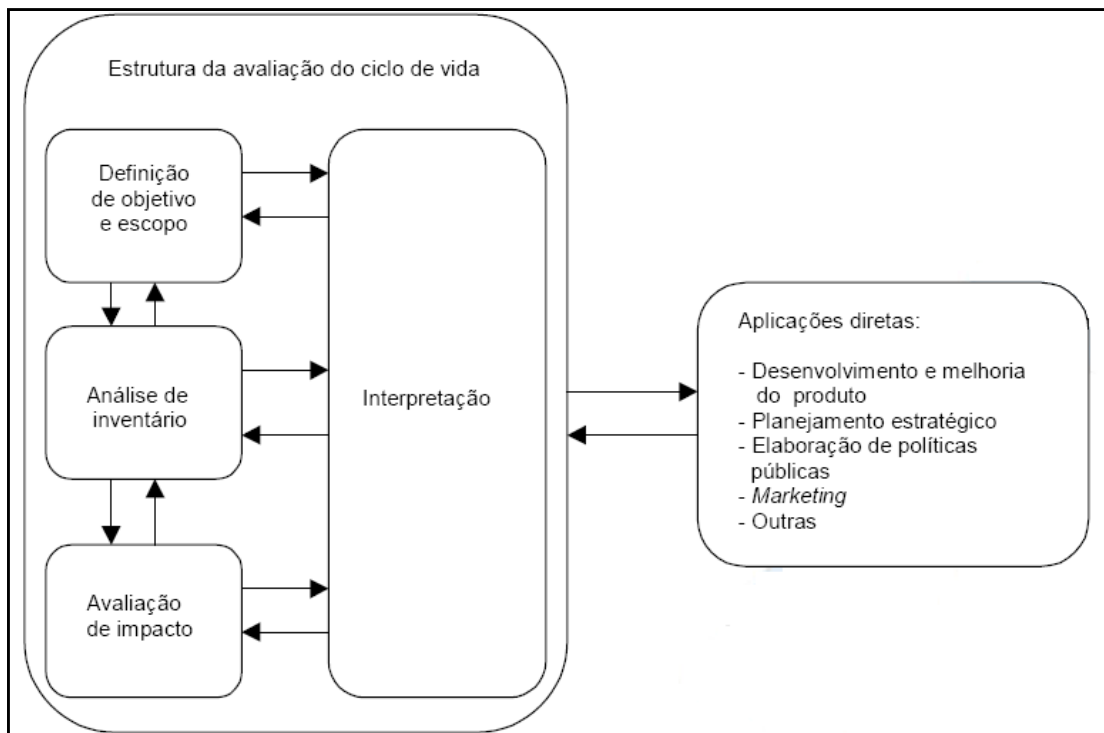 Estrutura da avaliação do ciclo de vida
Definição
de objetivo
e escopo
Análise de
inventário
Avaliação
de impacto
Interpretação
Aplicações diretas:
- Desenvolvimento e melhoria
do produto
- Planejamento estratégico
- Elaboração de políticas
públicas
- Marketing
- Outras